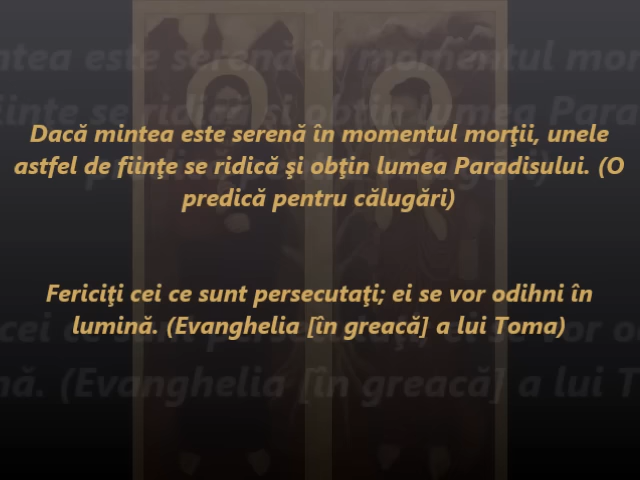 Dacă mintea este serenă în momentul morţii, unele
astfel de fiinţe se ridică şi obţin lumea Paradisului. (O
predică pentru călugări)
Fericiţi cei ce sunt persecutaţi; ei se vor odihni în
lumină. (Evanghelia [în greacă] a lui Toma)